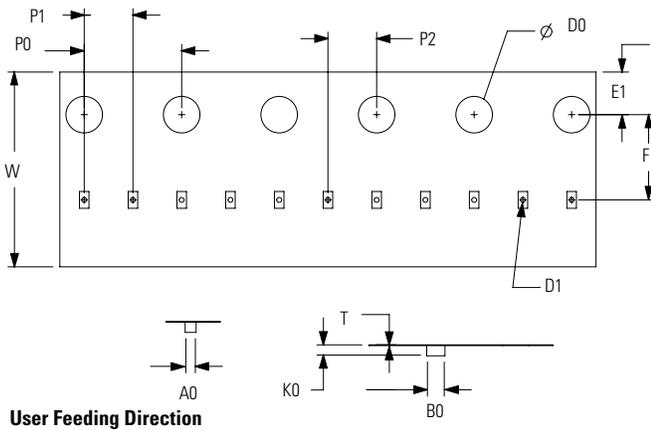 P1
P0
P2
Ø D0
E1
F
W
D1
T
K0
A0
B0
User Feeding Direction